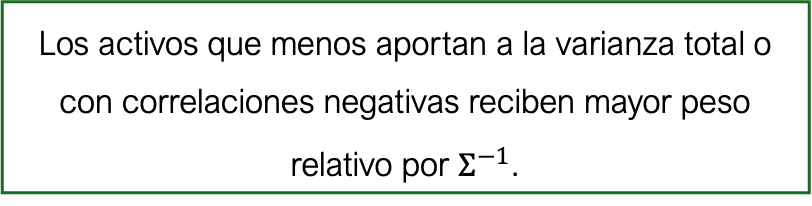 Los activos que menos aportan a la varianza total o
con correlaciones negativas reciben mayor peso
relativo por Σ⁻¹.